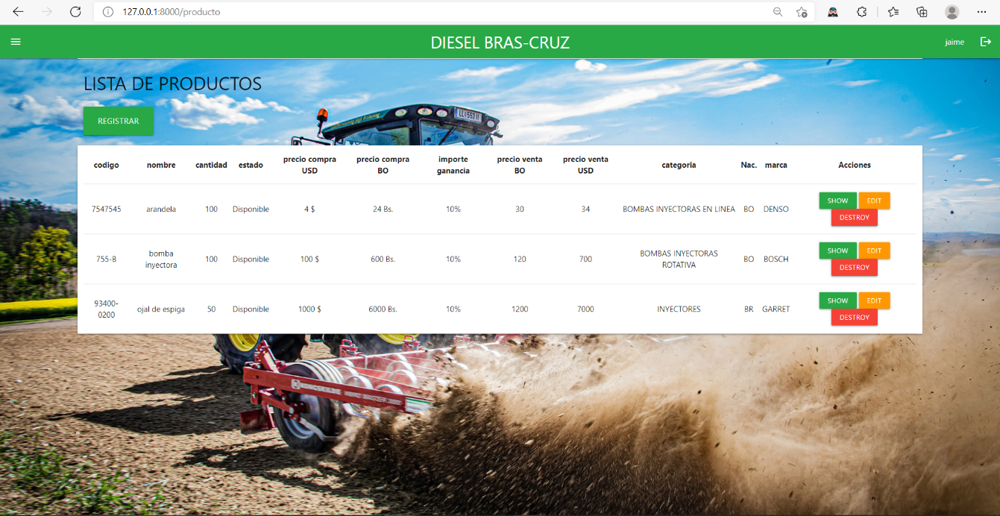 127.0.0.1:8000/producto
DIESEL BRAS-CRUZ
jaime
LISTA DE PRODUCTOS
LL 553 II
REGISTRAR
codigo nombre cantidad estado precio compra USD precio compra BO importe ganancia precio venta BO precio venta USD categoria Nac. marca Acciones
7547545 arandela 100 Disponible 4 $ 24 Bs. 10% 30 34 BOMBAS INYECTORAS EN LINEA BO DENSO SHOW EDIT DESTROY
755-B bomba inyectora 100 Disponible 100 $ 600 Bs. 10% 120 700 BOMBAS INYECTORAS ROTATIVA BO BOSCH SHOW EDIT DESTROY
93400-0200 ojal de espiga 50 Disponible 1000 $ 6000 Bs. 10% 1200 7000 INYECTORES BR GARRET SHOW EDIT DESTROY